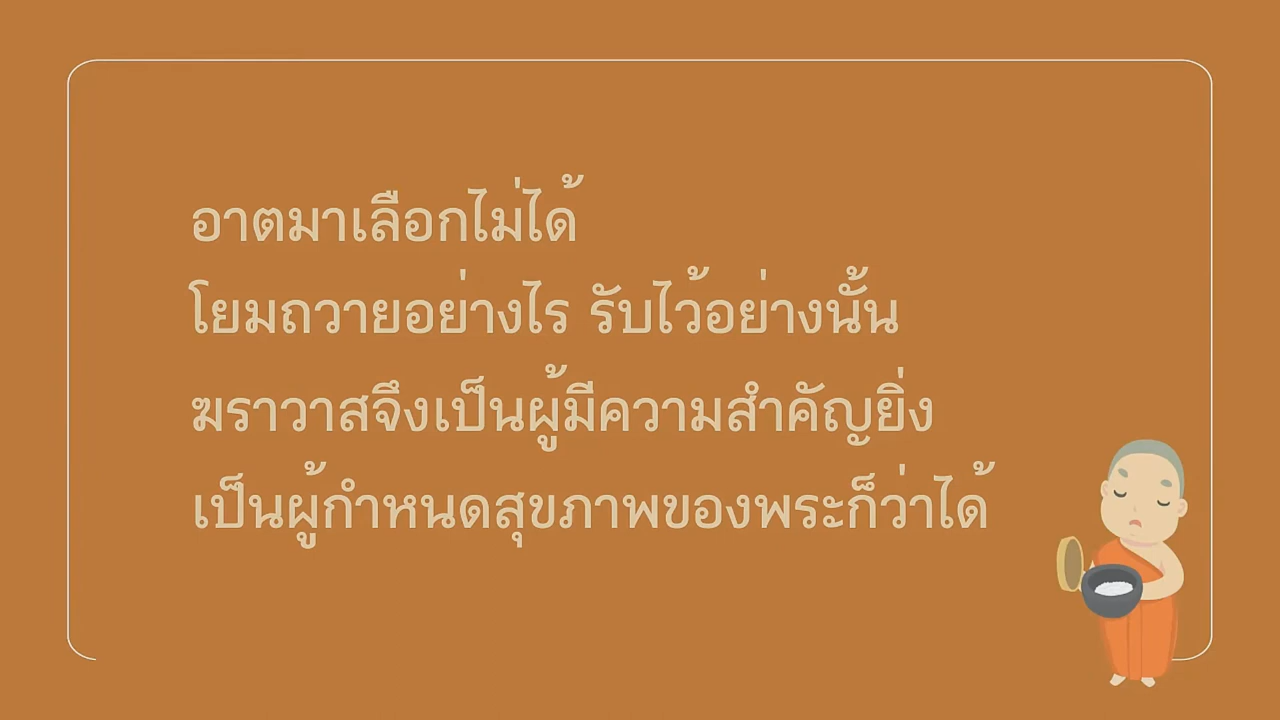 อาตมาเลือกไม่ได้
โยมถวายอย่างไร รับไว้อย่างนั้น
ฆราวาสจึงเป็นผู้มีความสำคัญยิ่ง
เป็นผู้กำหนดสุขภาพของพระก็ว่าได้